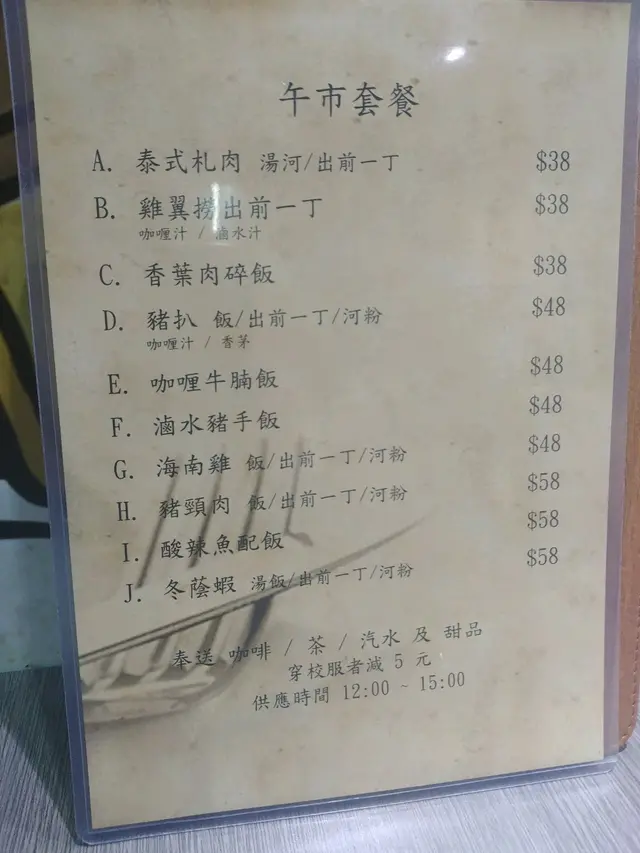 午市套餐
A. 泰式札肉 湯河/出前一丁 $38
B. 雞翼撈出前一丁 $38
咖喱汁 / 滷水汁
C. 香葉肉碎飯 $38
D. 豬扒 飯/出前一丁/河粉 $48
咖喱汁 / 香茅
E. 咖喱牛腩飯 $48
F. 滷水豬手飯 $48
G. 海南雞 飯/出前一丁/河粉 $48
H. 豬頸肉 飯/出前一丁/河粉 $58
I. 酸辣魚配飯 $58
J. 冬蔭蝦 湯飯/出前一丁/河粉 $58
奉送 咖啡 / 茶 / 汽水 及 甜品
穿校服者減 5 元
供應時間 12:00 ~ 15:00